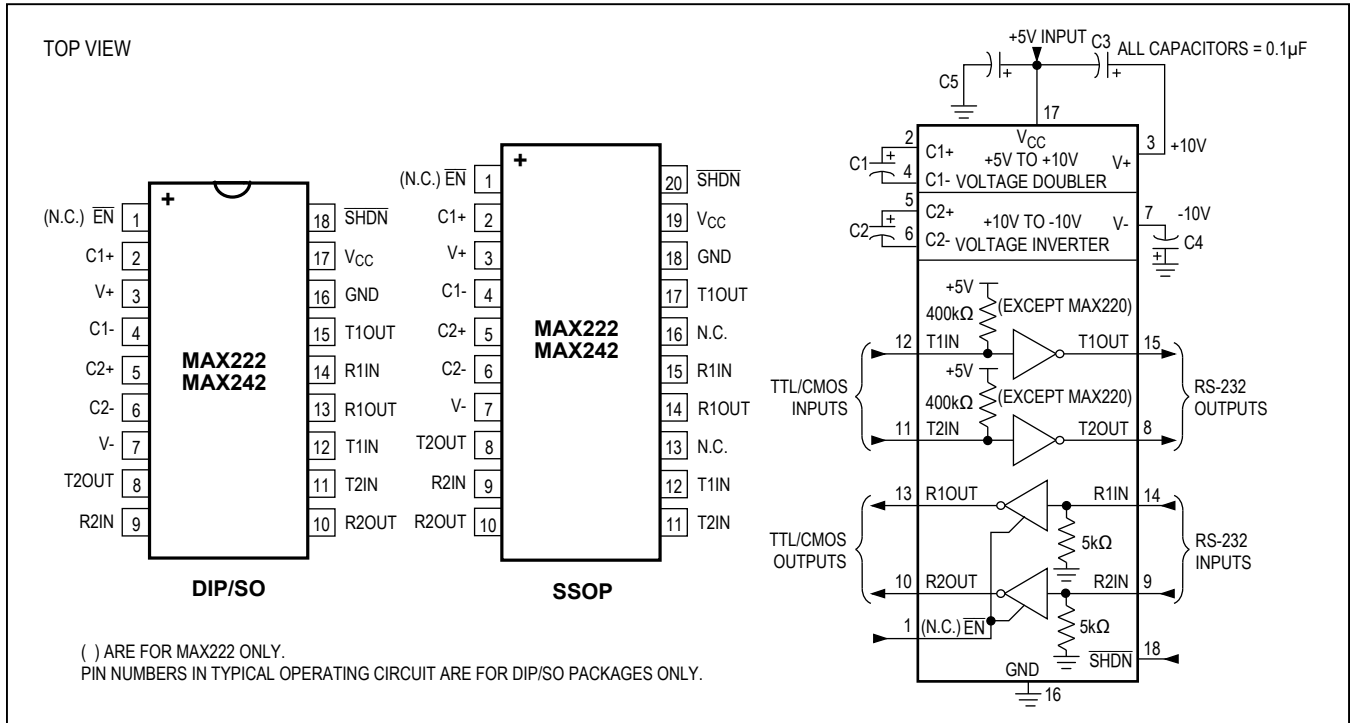 TOP VIEW
(N.C.) EN 1
C1+ 2
V+ 3
C1- 4
C2+ 5
C2- 6
V- 7
T2OUT 8
R2IN 9
+
MAX222
MAX242
18 SHDN
17 VCC
16 GND
15 T1OUT
14 R1IN
13 R1OUT
12 T1IN
11 T2IN
10 R2OUT
DIP/SO
(N.C.) EN 1
C1+ 2
V+ 3
C1- 4
C2+ 5
C2- 6
V- 7
T2OUT 8
R2IN 9
R2OUT 10
+
MAX222
MAX242
20 SHDN
19 VCC
18 GND
17 T1OUT
16 N.C.
15 R1IN
14 R1OUT
13 N.C.
12 T1IN
11 T2IN
SSOP
( ) ARE FOR MAX222 ONLY.
PIN NUMBERS IN TYPICAL OPERATING CIRCUIT ARE FOR DIP/SO PACKAGES ONLY.
+5V INPUT
C3
ALL CAPACITORS = 0.1µF
C5
+
+
17
VCC
2
C1+
+5V TO +10V
V+
3
+10V
C1
+
4
C1-
VOLTAGE DOUBLER
5
C2+
+10V TO -10V
V-
7
-10V
C2
+
6
C2-
VOLTAGE INVERTER
C4
+
+5V
400kΩ
(EXCEPT MAX220)
12
T1IN
T1OUT
15
+5V
TTL/CMOS
INPUTS
RS-232
OUTPUTS
400kΩ
(EXCEPT MAX220)
11
T2IN
T2OUT
8
13
R1OUT
R1IN
14
TTL/CMOS
OUTPUTS
5kΩ
RS-232
INPUTS
10
R2OUT
R2IN
9
1
(N.C.) EN
5kΩ
SHDN
18
GND
16